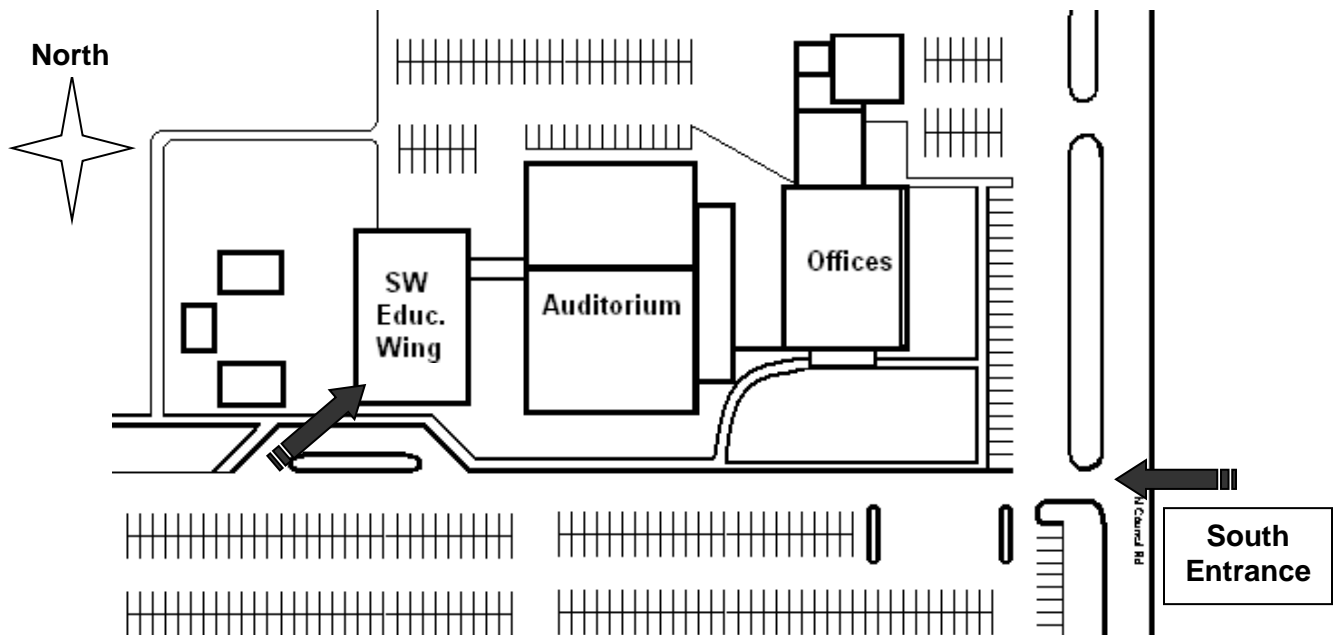 North
Offices
SW
Educ.
Wing
Auditorium
South
Entrance